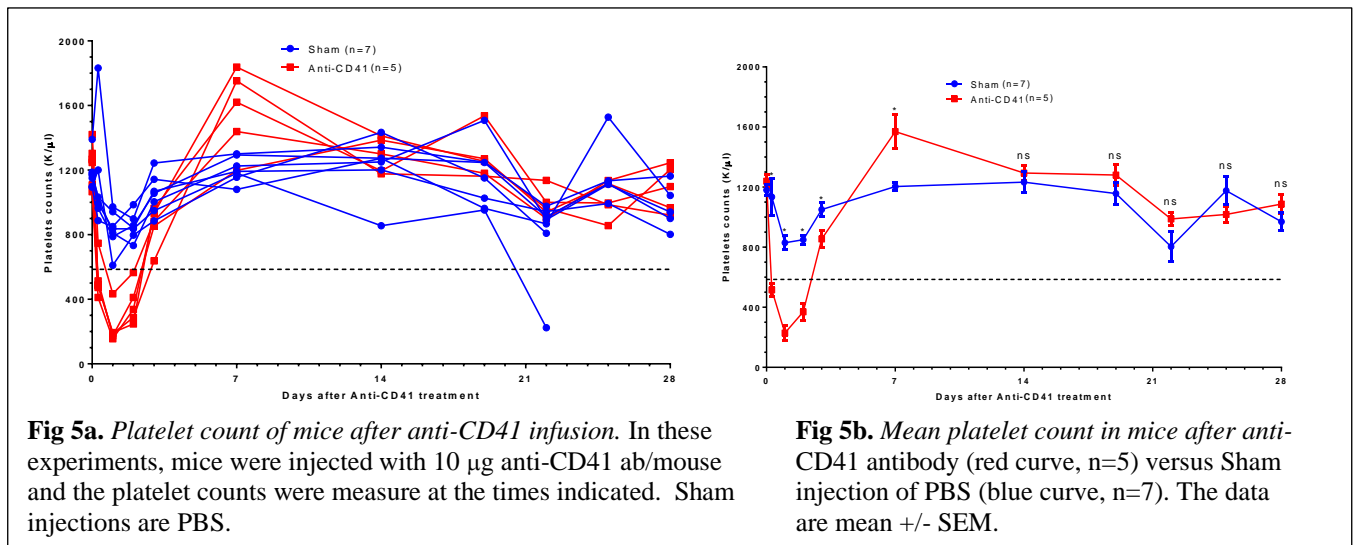 Sham (n=7)
Anti-CD41 (n=5)
2000
1600
1200
800
400
0
Platelets counts (K/µl)
0
7
14
21
28
Days after Anti-CD41 treatment
Fig 5a. Platelet count of mice after anti-CD41 infusion. In these
experiments, mice were injected with 10 µg anti-CD41 ab/mouse
and the platelet counts were measure at the times indicated. Sham
injections are PBS.
Sham (n=7)
Anti-CD41 (n=5)
2000
1600
1200
800
400
0
Platelets counts (K/µl)
*
*
*
*
*
ns
ns
ns
ns
ns
0
7
14
21
28
Days after Anti-CD41 treatment
Fig 5b. Mean platelet count in mice after anti-
CD41 antibody (red curve, n=5) versus Sham
injection of PBS (blue curve, n=7). The data
are mean +/- SEM.